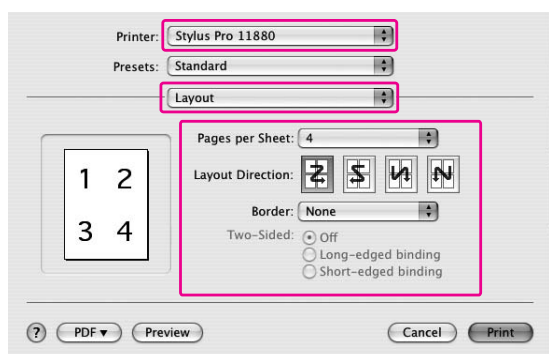 Printer: Stylus Pro 11880
Presets: Standard
Layout
Pages per Sheet: 4
Layout Direction:
Border: None
Two-Sided: Off
Long-edged binding
Short-edged binding
1 2
3 4
? PDF▼ Preview Cancel Print